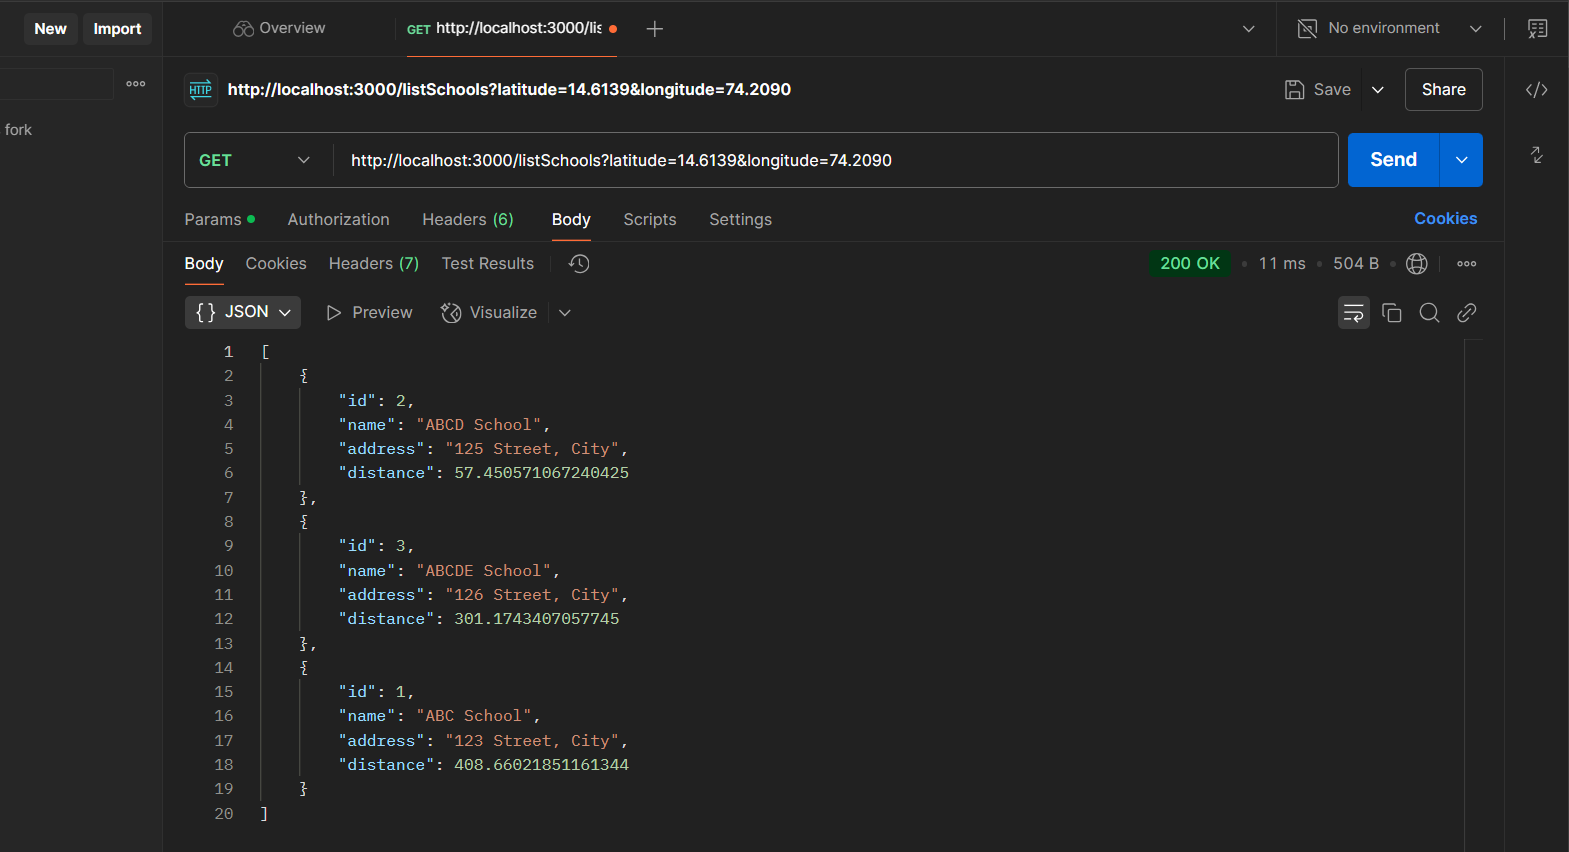 New Import Overview GET http://localhost:3000/lis No environment
http://localhost:3000/listSchools?latitude=14.6139&longitude=74.2090 Save Share
fork
GET http://localhost:3000/listSchools?latitude=14.6139&longitude=74.2090 Send
Params Authorization Headers (6) Body Scripts Settings Cookies
Body Cookies Headers (7) Test Results 200 OK 11 ms 504 B
{} JSON Preview Visualize
1 [
2 {
3 "id": 2,
4 "name": "ABCD School",
5 "address": "125 Street, City",
6 "distance": 57.450571067240425
7 },
8 {
9 "id": 3,
10 "name": "ABCDE School",
11 "address": "126 Street, City",
12 "distance": 301.1743407057745
13 },
14 {
15 "id": 1,
16 "name": "ABC School",
17 "address": "123 Street, City",
18 "distance": 408.66021851161344
19 }
20 ]